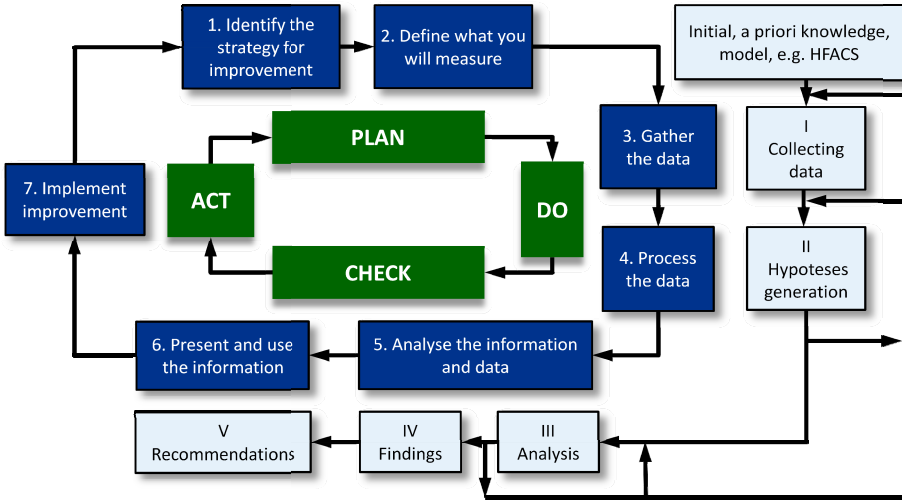 1. Identify the
strategy for
improvement
2. Define what you
will measure
Initial, a priori knowledge,
model, e.g. HFACS
3. Gather
the data
I
Collecting
data
PLAN
7. Implement
improvement
ACT
DO
4. Process
the data
II
Hypoteses
generation
CHECK
6. Present and use
the information
5. Analyse the information
and data
V
Recommendations
IV
Findings
III
Analysis